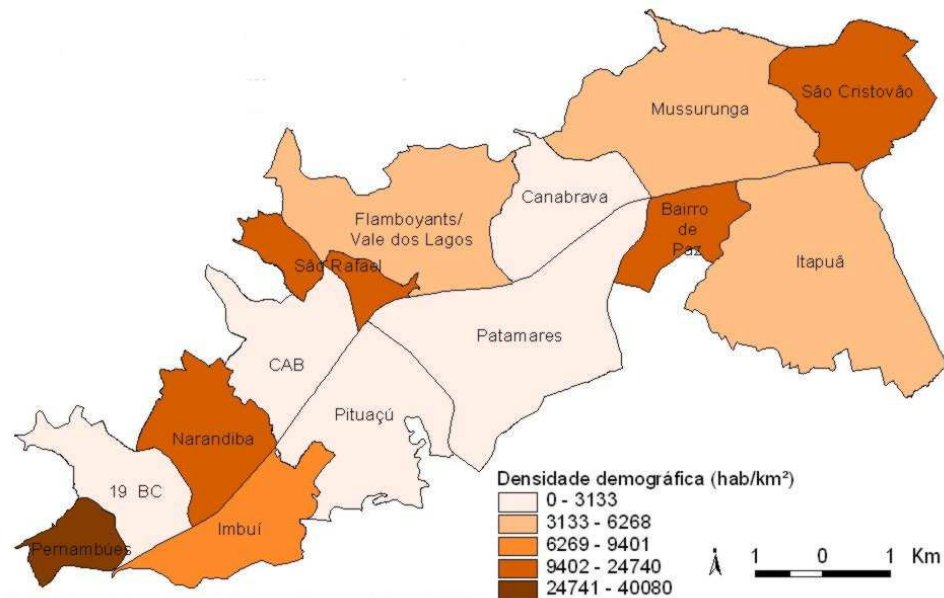 São Cristovão
Mussurunga
Canabrava
Bairro
de
Paz
Flamboyants/
Vale dos Lagos
Itapuã
São Rafael
Patamares
CAB
Pituaçú
Narandiba
19 BC
Imbuí
Pernambúes
Densidade demográfica (hab/km²)
0 - 3133
3133 - 6268
6269 - 9401
9402 - 24740
24741 - 40080
1 0 1 Km